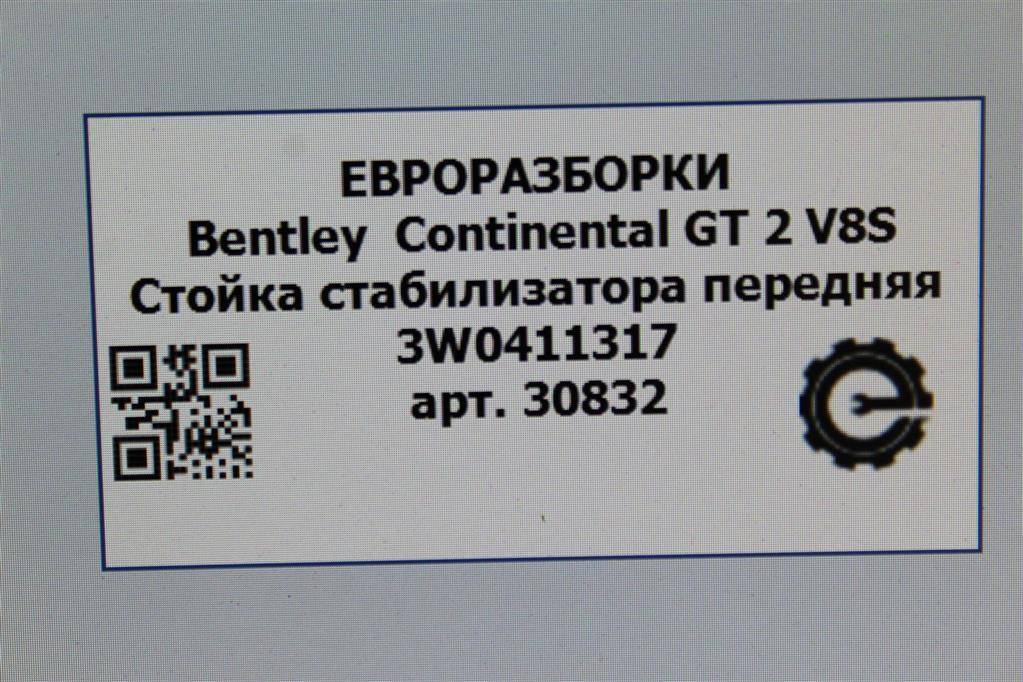 ЕВРОРАЗБОРКИ
Bentley Continental GT 2 V8S
Стойка стабилизатора передняя
3W0411317
арт. 30832